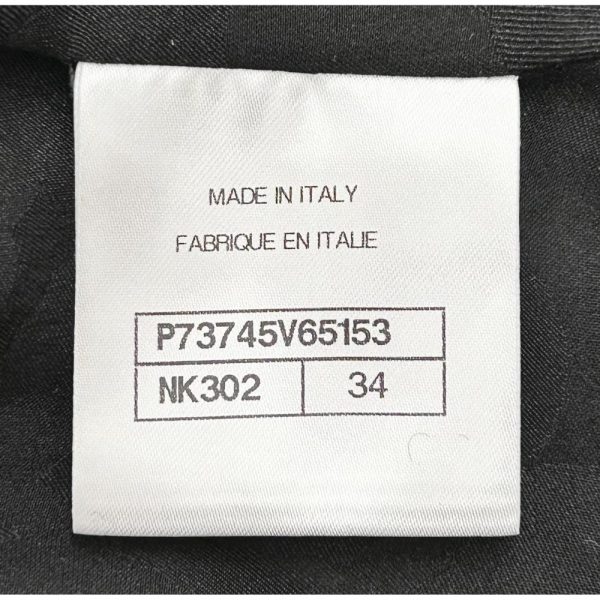 MADE IN ITALY
FABRIQUE EN ITALIE
P73745V65153
NK302 34